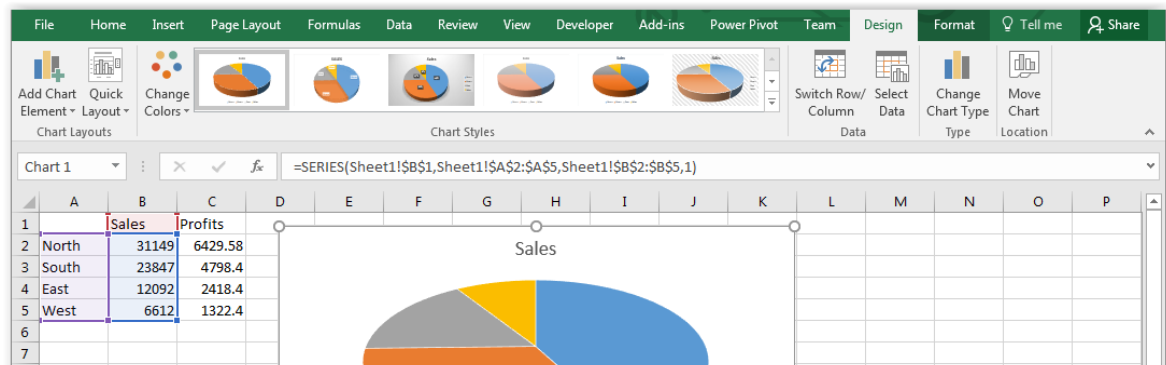 File Home Insert Page Layout Formulas Data Review View Developer Add-ins Power Pivot Team Design Format Tell me Share
Add Chart Quick Change Switch Row/ Select Change Move
Element Layout Colors Column Data Chart Type Chart
Chart Layouts Chart Styles Data Type Location
Chart 1 fx =SERIES(Sheet1!$B$1,Sheet1!$A$2:$A$5,Sheet1!$B$2:$B$5,1)
A B C D E F G H I J K L M N O P
1 Sales Profits
2 North 31149 6429.58
Sales
3 South 23847 4798.4
4 East 12092 2418.4
5 West 6612 1322.4
6
7